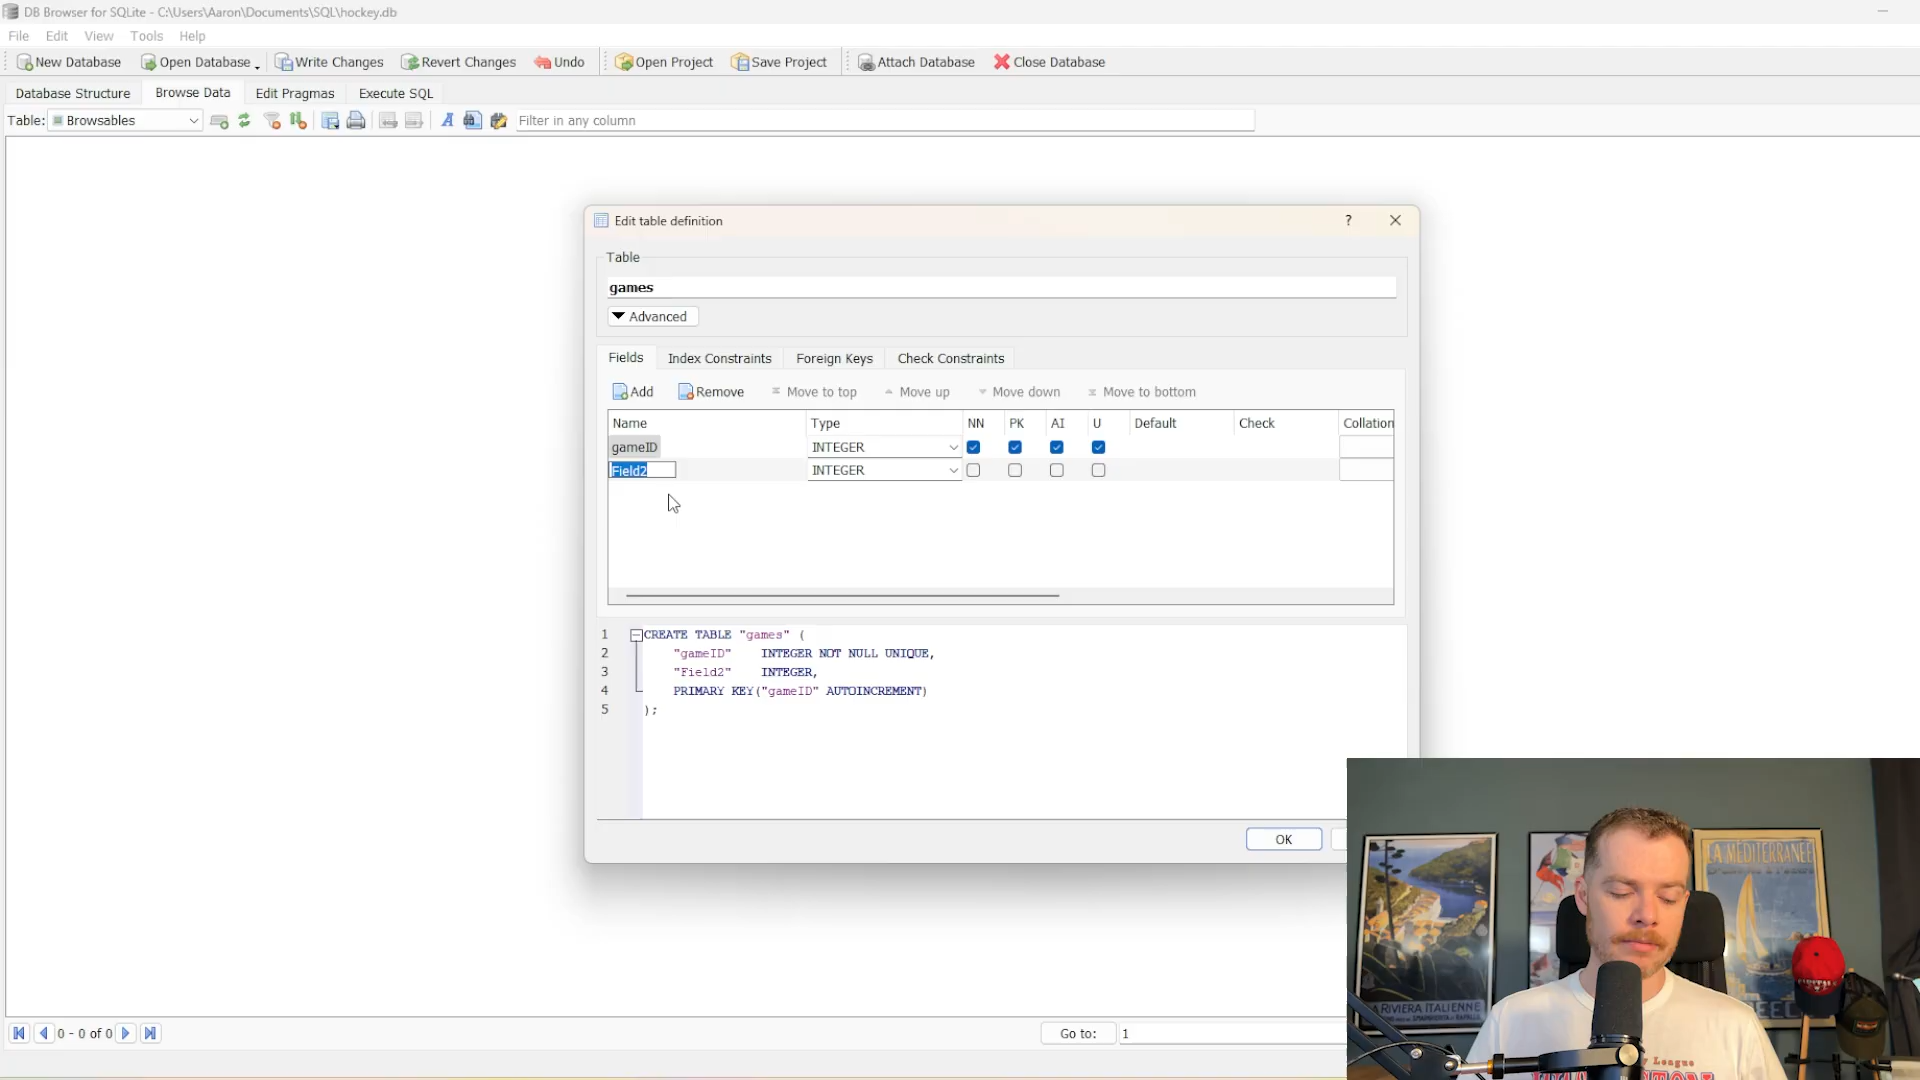 DB Browser for SQLite - C:\Users\Aaron\Documents\SQL\hockey.db
File Edit View Tools Help
New Database Open Database Write Changes Revert Changes Undo Open Project Save Project Attach Database Close Database
Database Structure Browse Data Edit Pragmas Execute SQL
Table: Browsables Filter in any column
Edit table definition ?
Table
games
Advanced
Fields Index Constraints Foreign Keys Check Constraints
Add Remove Move to top Move up Move down Move to bottom
Name Type NN PK AI U Default Check Collation
gameID INTEGER
Field2 INTEGER
1 CREATE TABLE "games" (
2 "gameID" INTEGER NOT NULL UNIQUE,
3 "Field2" INTEGER,
4 PRIMARY KEY("gameID" AUTOINCREMENT)
5 );
OK
0 - 0 of 0 Go to: 1
LA MÉDITERRANÉE
RIVIERA ITALIENNE